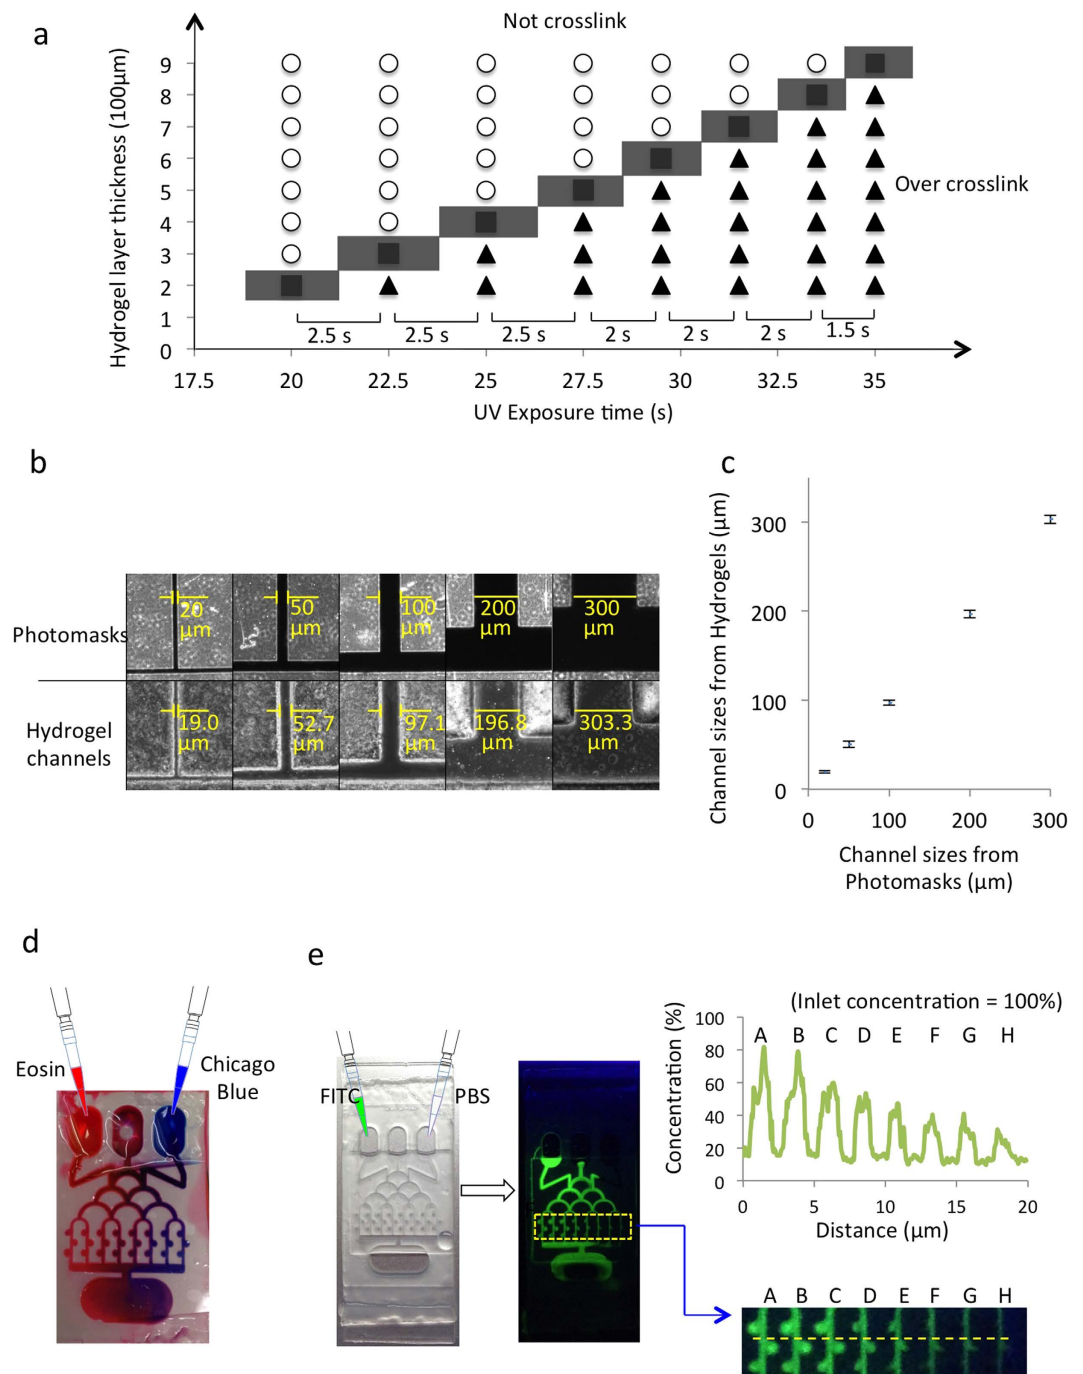 a
Not crosslink
Hydrogel layer thickness (100µm)
9
8
7
6
5
4
3
2
1
0
Over crosslink
2.5 s
2.5 s
2.5 s
2 s
2 s
2 s
1.5 s
17.5
20
22.5
25
27.5
30
32.5
35
UV Exposure time (s)
b
Photomasks
20
µm
50
µm
100
µm
200
µm
300
µm
Hydrogel
channels
19.0
µm
52.7
µm
97.1
µm
196.8
µm
303.3
µm
c
Channel sizes from Hydrogels (µm)
300
200
100
0
0
100
200
300
Channel sizes from
Photomasks (µm)
d
Eosin
Chicago
Blue
e
FITC
PBS
(Inlet concentration = 100%)
Concentration (%)
100
80
60
40
20
0
A B C D E F G H
0
5
10
15
20
Distance (µm)
A B C D E F G H